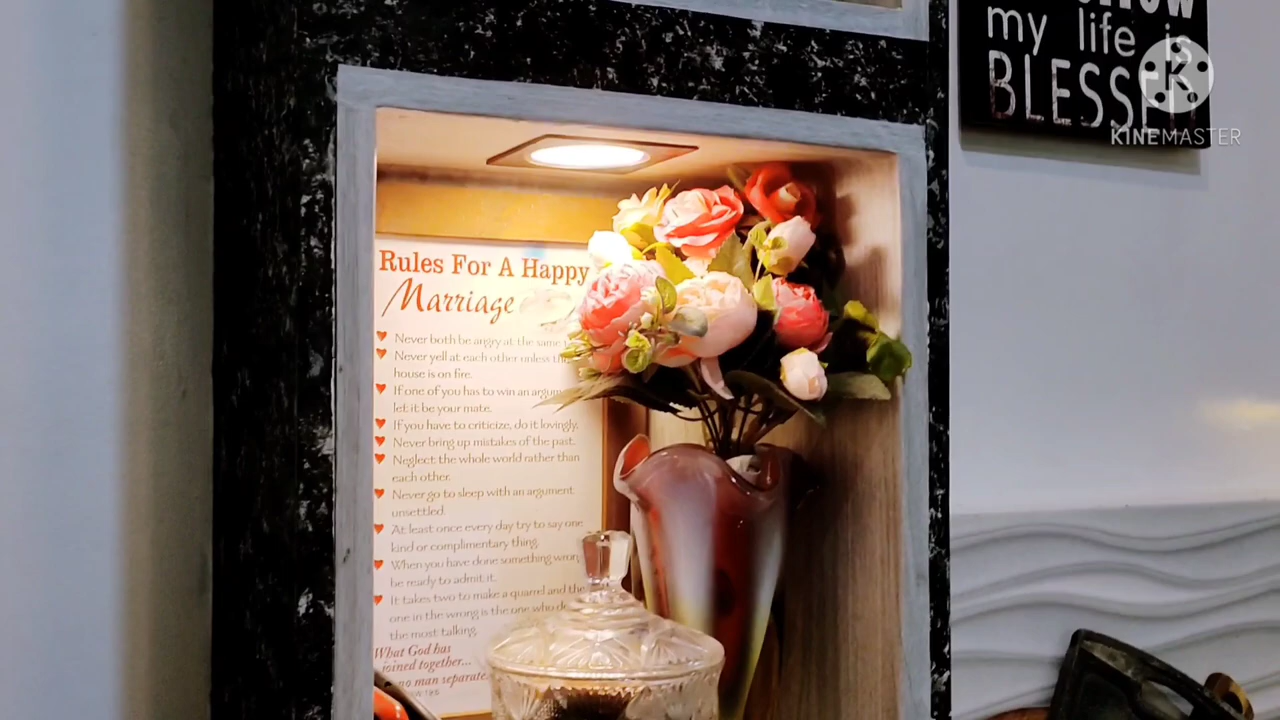 my life is
BLESSED
KINEMASTER
Rules For A Happy
Marriage
Never both be angry at the same
Never yell at each other unless the
house is on fire.
If one of you has to win an argum
let it be your mate.
If you have to criticize, do it lovingly.
Never bring up mistakes of the past.
Neglect the whole world rather than
each other.
Never go to sleep with an argument
unsettled.
At least once every day try to say one
kind or complimentary thing.
When you have done something wrong
be ready to admit it.
It takes two to make a quarrel and the
one in the wrong is the one who do
the most talking.
What God has
joined together...
no man separate.